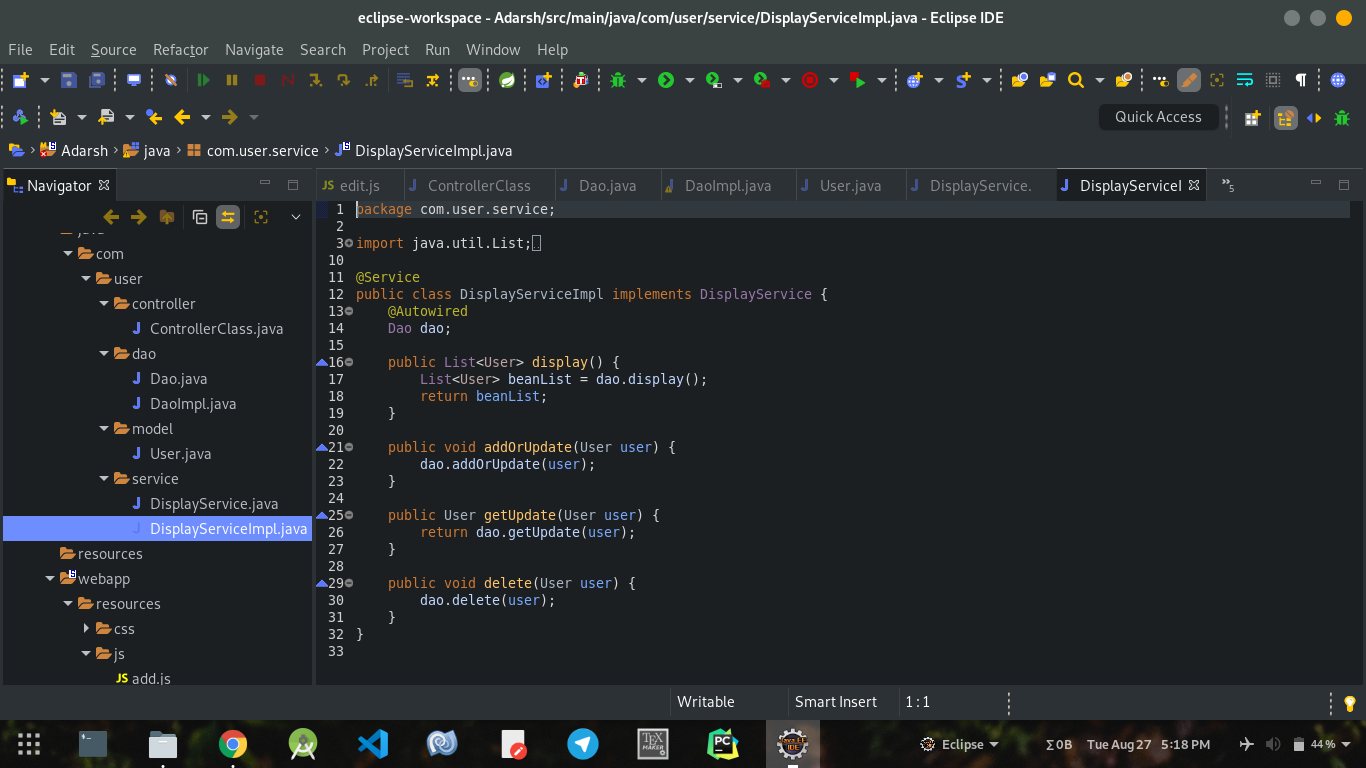 eclipse-workspace - Adarsh/src/main/java/com/user/service/DisplayServiceImpl.java - Eclipse IDE
File Edit Source Refactor Navigate Search Project Run Window Help
Quick Access
Adarsh java com.user.service DisplayServiceImpl.java
Navigator
edit.js ControllerClass Dao.java DaoImpl.java User.java DisplayService. DisplayServiceI 5
com
user
controller
ControllerClass.java
dao
Dao.java
DaoImpl.java
model
User.java
service
DisplayService.java
DisplayServiceImpl.java
resources
webapp
resources
css
js
JS add.js
1 package com.user.service;
2
3 import java.util.List;
10
11 @Service
12 public class DisplayServiceImpl implements DisplayService {
13 @Autowired
14 Dao dao;
15
16 public List<User> display() {
17 List<User> beanList = dao.display();
18 return beanList;
19 }
20
21 public void addOrUpdate(User user) {
22 dao.addOrUpdate(user);
23 }
24
25 public User getUpdate(User user) {
26 return dao.getUpdate(user);
27 }
28
29 public void delete(User user) {
30 dao.delete(user);
31 }
32 }
33
Writable Smart Insert 1 : 1
Eclipse Σ0B Tue Aug 27 5:18 PM 44 %